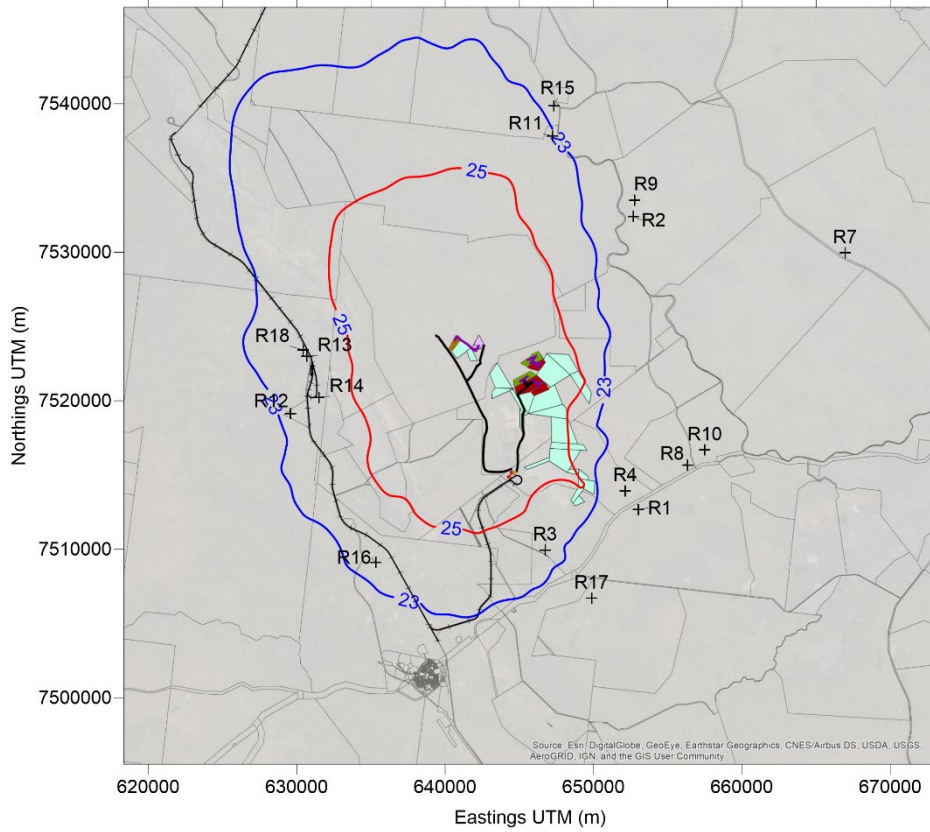 7540000
7530000
7520000
7510000
7500000
Northings UTM (m)
R15
R11
23
25
R9
R2
R7
R18
R13
25
R14
R12
23
23
R10
R8
R4
R1
25
R3
R16
R17
23
Source: Esri, DigitalGlobe, GeoEye, Earthstar Geographics, CNES/Airbus DS, USDA, USGS,
AeroGRID, IGN, and the GIS User Community
620000 630000 640000 650000 660000 670000
Eastings UTM (m)